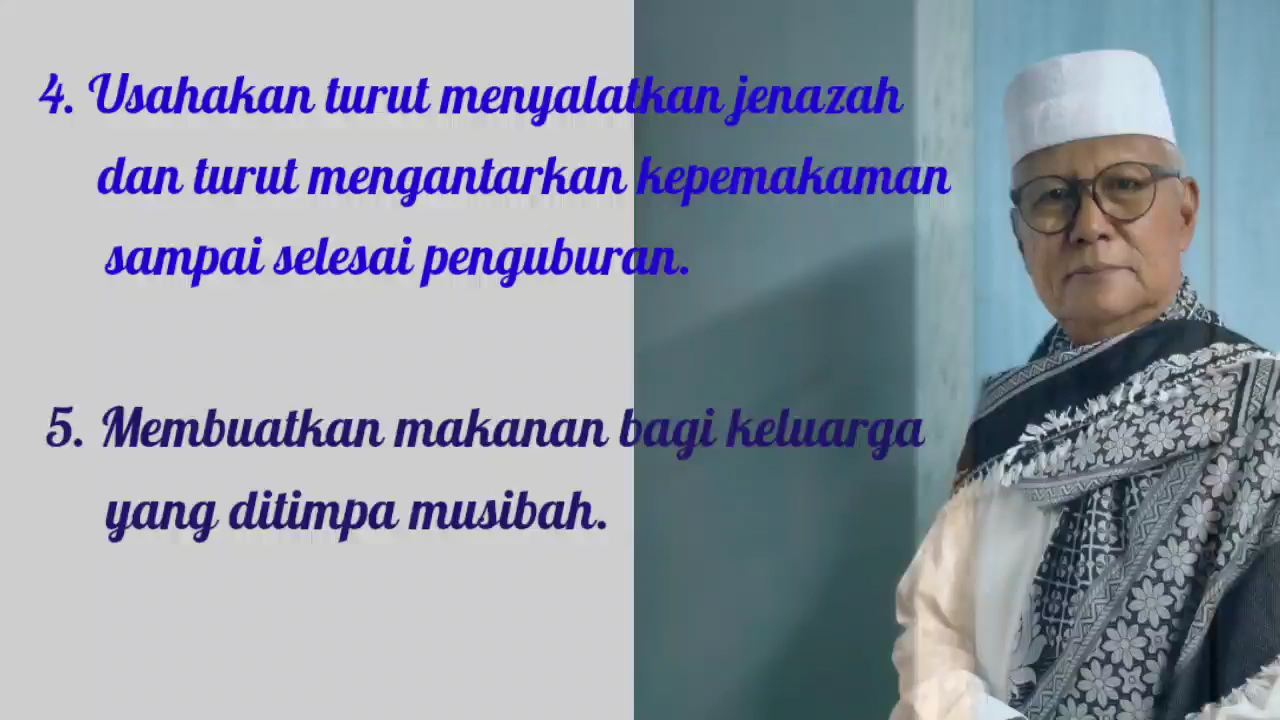 4. Usahakan turut menyalatkan jenazah
dan turut mengantarkan kepemakaman
sampai selesai penguburan.
5. Membuatkan makanan bagi keluarga
yang ditimpa musibah.